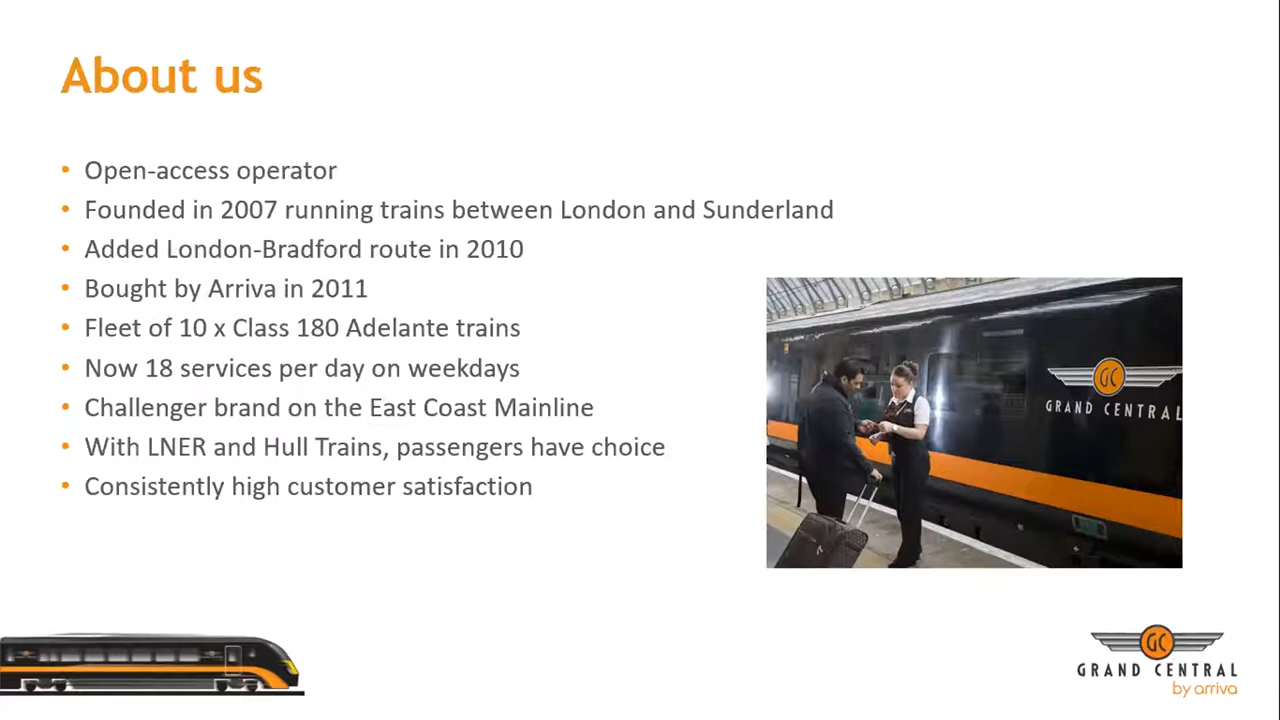 About us
• Open-access operator
• Founded in 2007 running trains between London and Sunderland
• Added London-Bradford route in 2010
• Bought by Arriva in 2011
• Fleet of 10 x Class 180 Adelante trains
• Now 18 services per day on weekdays
• Challenger brand on the East Coast Mainline
• With LNER and Hull Trains, passengers have choice
• Consistently high customer satisfaction
GC
GRAND CENTRAL
GC
GRAND CENTRAL
by arriva